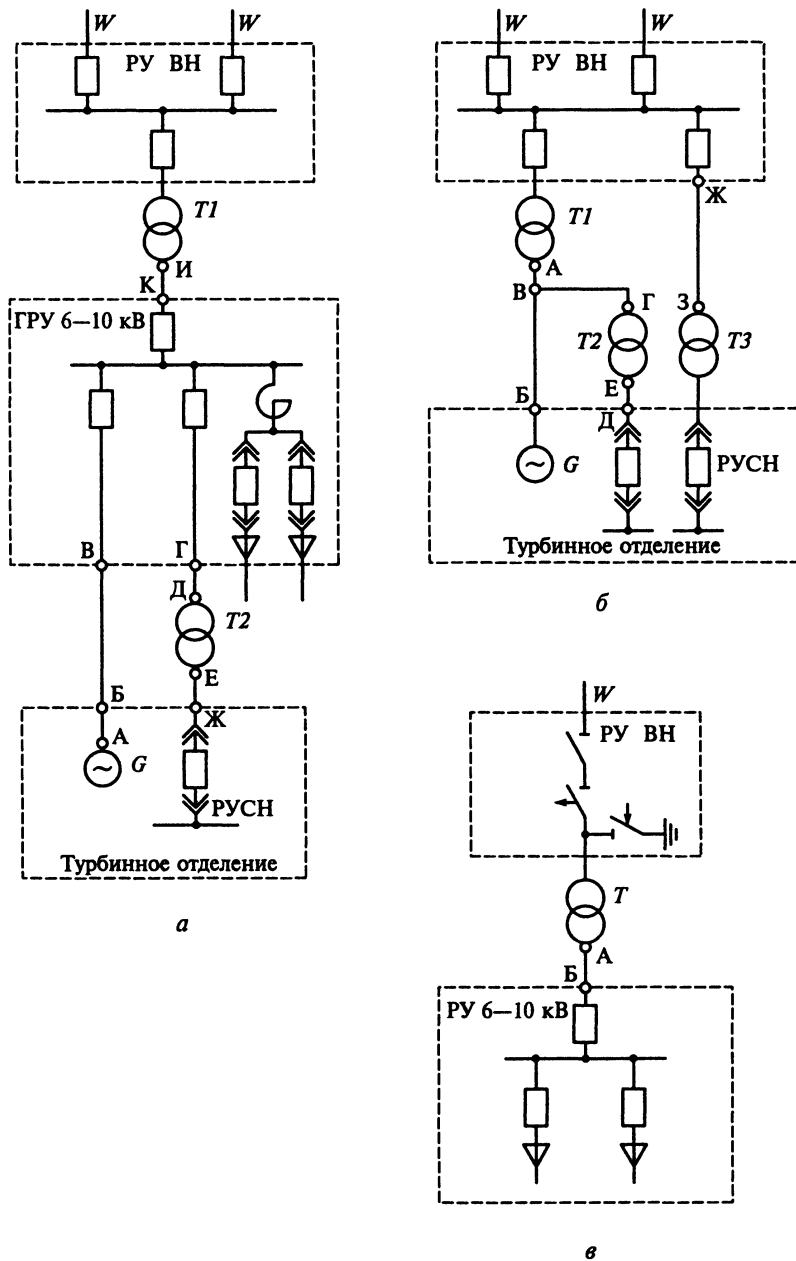 W W
РУ ВН
T1
И
К
ГРУ 6—10 кВ
В Г
Д
T2
Е
Б
Ж
А
~ G
РУСН
Турбинное отделение
а
W W
РУ ВН
Ж
T1
А
В Г З
T2 T3
Е
Б
Д
~ G
РУСН
Турбинное отделение
б
W
РУ ВН
T
А
Б
РУ 6—10 кВ
в